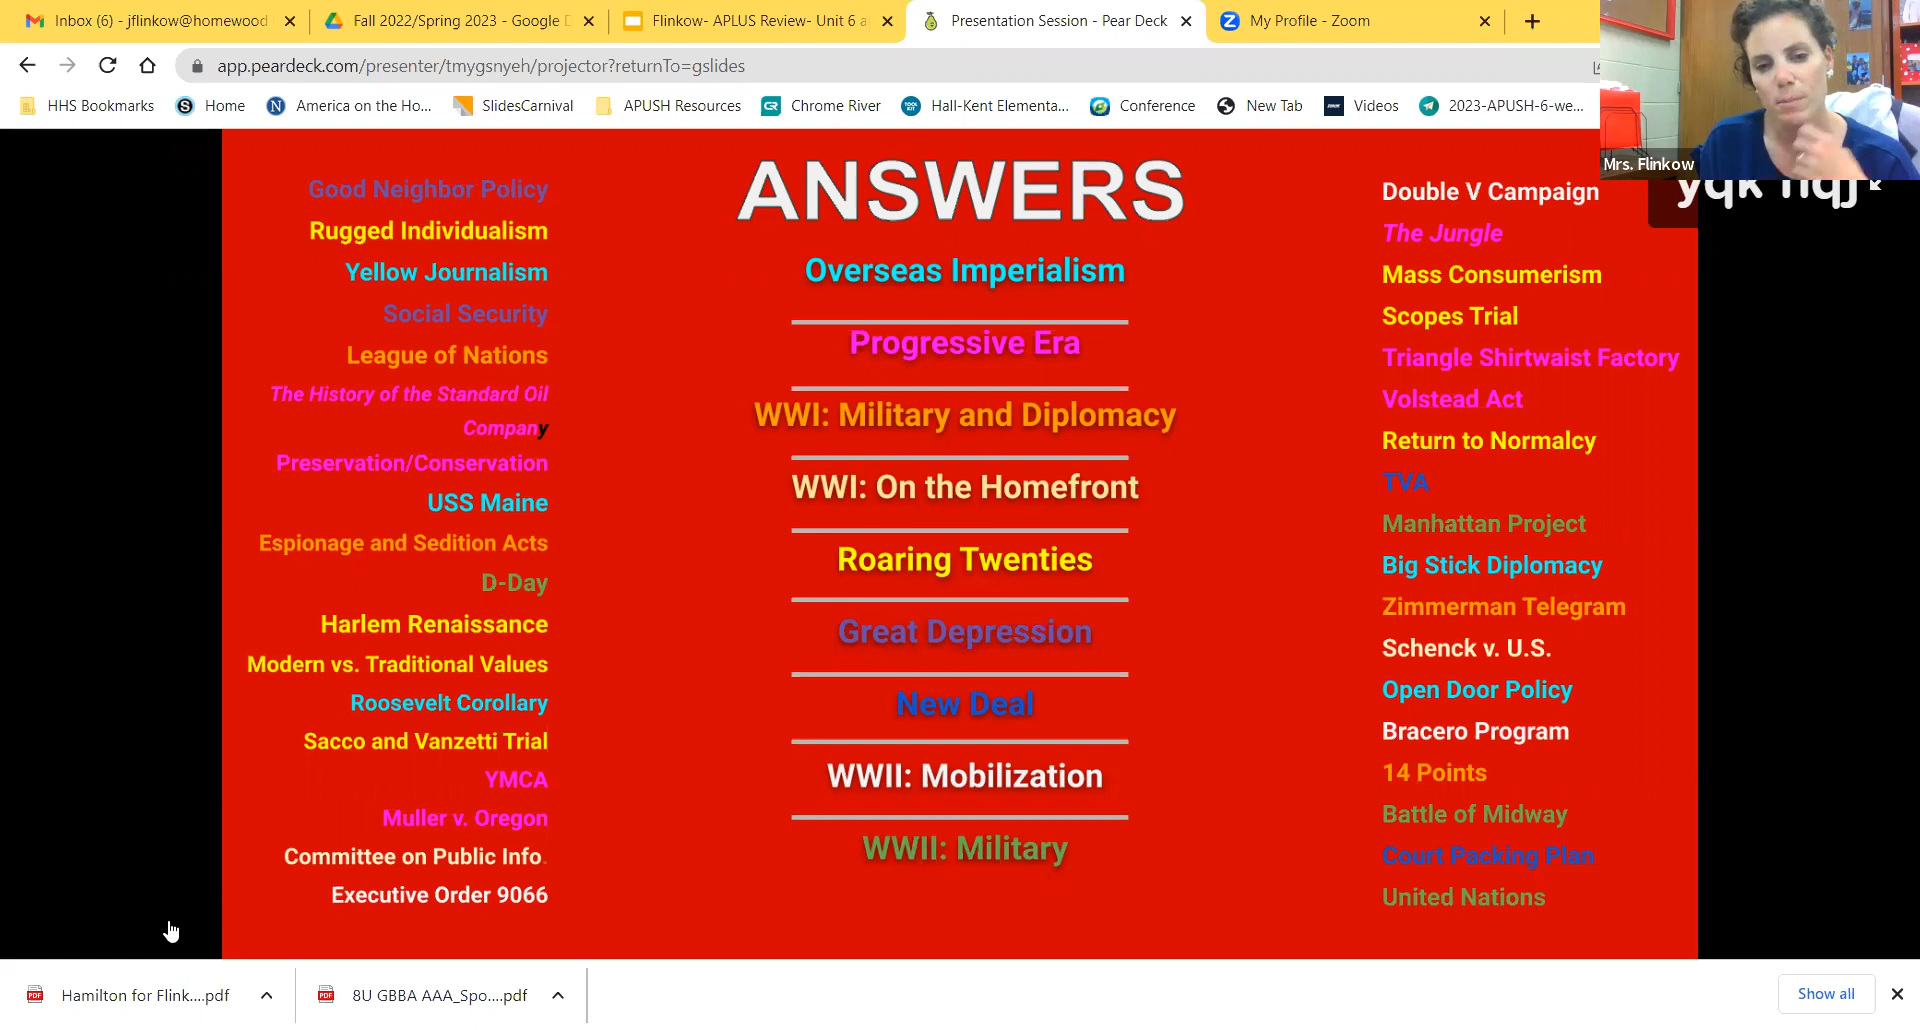 Inbox (6) - jflinkow@homewood
Fall 2022/Spring 2023 - Google D
Flinkow- APLUS Review- Unit 6 a
Presentation Session - Pear Deck
My Profile - Zoom
app.peardeck.com/presenter/tmygsnyeh/projector?returnTo=gslides
HHS Bookmarks
Home
America on the Ho...
SlidesCarnival
APUSH Resources
Chrome River
Hall-Kent Elementa...
Conference
New Tab
Videos
2023-APUSH-6-we...
Mrs. Flinkow
ANSWERS
Good Neighbor Policy
Rugged Individualism
Yellow Journalism
Social Security
League of Nations
The History of the Standard Oil
Company
Preservation/Conservation
USS Maine
Espionage and Sedition Acts
D-Day
Harlem Renaissance
Modern vs. Traditional Values
Roosevelt Corollary
Sacco and Vanzetti Trial
YMCA
Muller v. Oregon
Committee on Public Info.
Executive Order 9066
Overseas Imperialism
Progressive Era
WWI: Military and Diplomacy
WWI: On the Homefront
Roaring Twenties
Great Depression
New Deal
WWII: Mobilization
WWII: Military
Double V Campaign
The Jungle
Mass Consumerism
Scopes Trial
Triangle Shirtwaist Factory
Volstead Act
Return to Normalcy
TVA
Manhattan Project
Big Stick Diplomacy
Zimmerman Telegram
Schenck v. U.S.
Open Door Policy
Bracero Program
14 Points
Battle of Midway
Court Packing Plan
United Nations
Hamilton for Flink....pdf
8U GBBA AAA_Spo....pdf
Show all